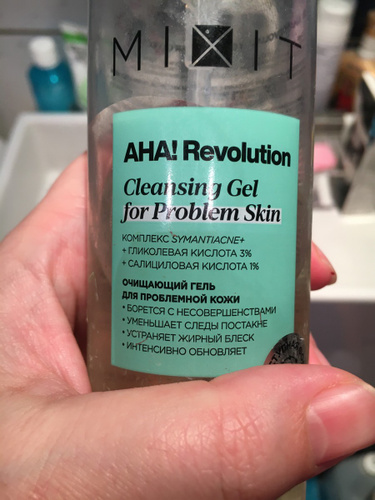 MIXIT
AHA! Revolution
Cleansing Gel
for Problem Skin
КОМПЛЕКС SYMANTIACNE+
+ ГЛИКОЛЕВАЯ КИСЛОТА 3%
+ САЛИЦИЛОВАЯ КИСЛОТА 1%
ОЧИЩАЮЩИЙ ГЕЛЬ
ДЛЯ ПРОБЛЕМНОЙ КОЖИ
• БОРЕТСЯ С НЕСОВЕРШЕНСТВАМИ
• УМЕНЬШАЕТ СЛЕДЫ ПОСТАКНЕ
• УСТРАНЯЕТ ЖИРНЫЙ БЛЕСК
• ИНТЕНСИВНО ОБНОВЛЯЕТ